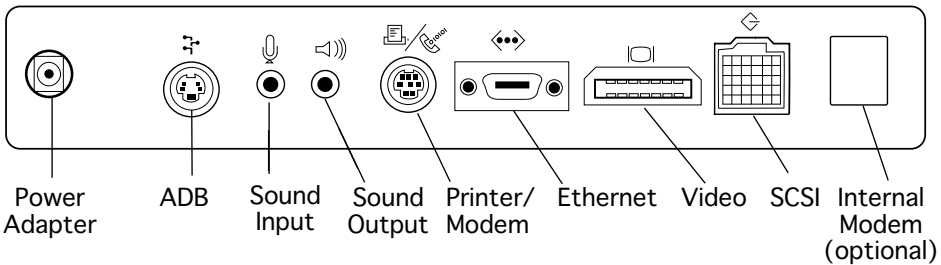 Power
Adapter
ADB
Sound
Input
Sound
Output
Printer/
Modem
Ethernet
Video
SCSI
Internal
Modem
(optional)